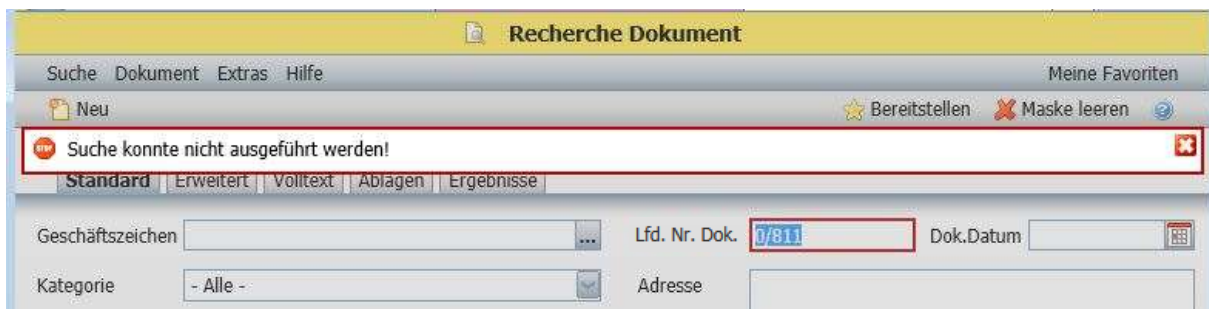 Recherche Dokument
Suche Dokument Extras Hilfe Meine Favoriten
Neu Bereitstellen Maske leeren
Suche konnte nicht ausgeführt werden!
Standard Erweitert Volltext Ablagen Ergebnisse
Geschäftszeichen ... Lfd. Nr. Dok. 0/811 Dok.Datum
Kategorie - Alle - Adresse